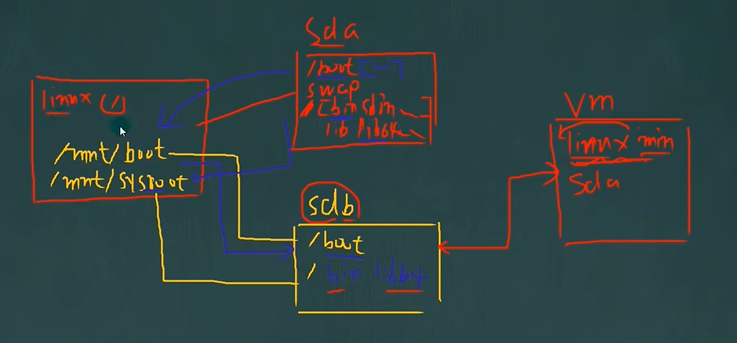 linux (/)
/mnt/boot
/mnt/sysroot
sda
/boot
swap
/ [bin sbin
lib lib64
sdb
/boot
/ bin lib64
vm
linux min
sda